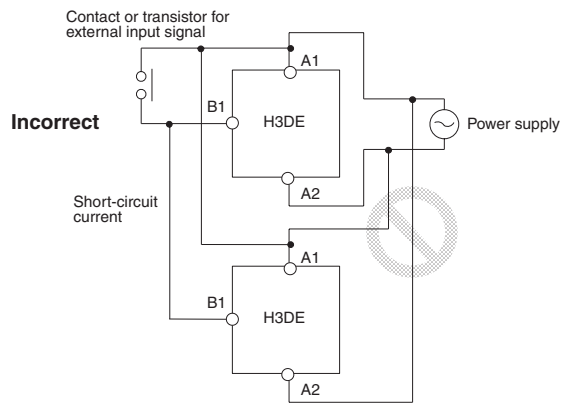 Contact or transistor for
external input signal
A1
B1
H3DE
Incorrect
Power supply
A2
Short-circuit
current
A1
B1
H3DE
A2